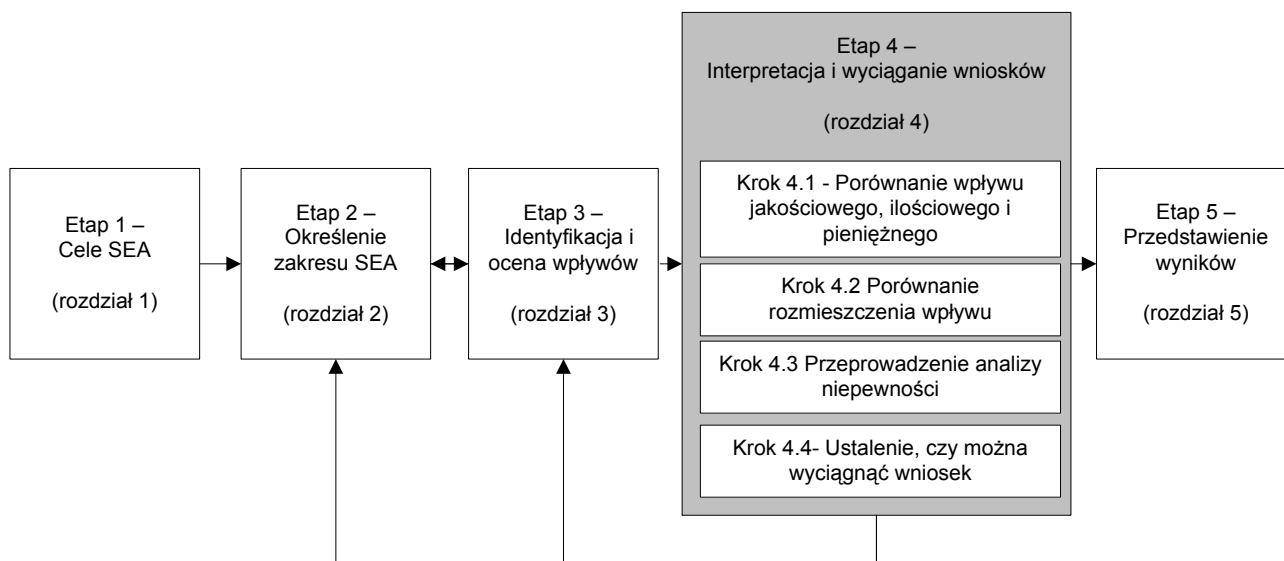 Etap 1 –
Cele SEA
(rozdział 1)
Etap 2 –
Określenie
zakresu SEA
(rozdział 2)
Etap 3 –
Identyfikacja i
ocena wpływów
(rozdział 3)
Etap 4 –
Interpretacja i wyciąganie wniosków
(rozdział 4)
Krok 4.1 - Porównanie wpływu
jakościowego, ilościowego i
pieniężnego
Krok 4.2 Porównanie
rozmieszczenia wpływu
Krok 4.3 Przeprowadzenie analizy
niepewności
Krok 4.4- Ustalenie, czy można
wyciągnąć wniosek
Etap 5 –
Przedstawienie
wyników
(rozdział 5)